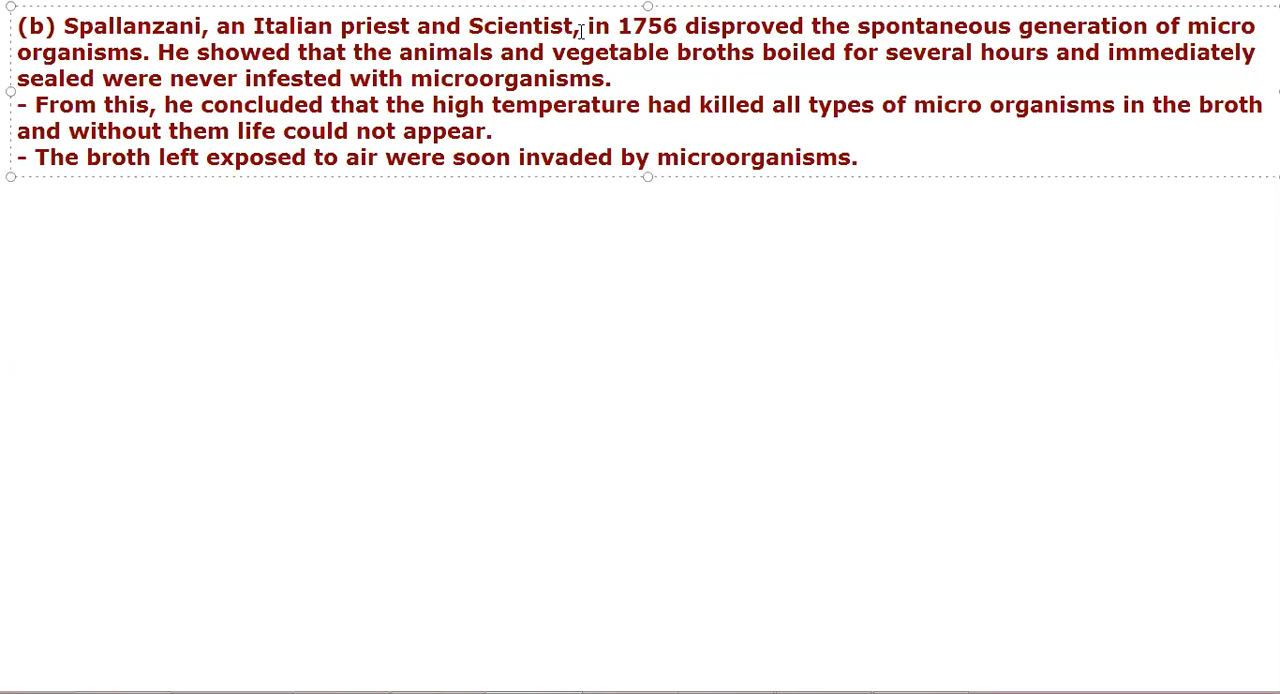 (b) Spallanzani, an Italian priest and Scientist, in 1756 disproved the spontaneous generation of micro
organisms. He showed that the animals and vegetable broths boiled for several hours and immediately
sealed were never infested with microorganisms.
- From this, he concluded that the high temperature had killed all types of micro organisms in the broth
and without them life could not appear.
- The broth left exposed to air were soon invaded by microorganisms.